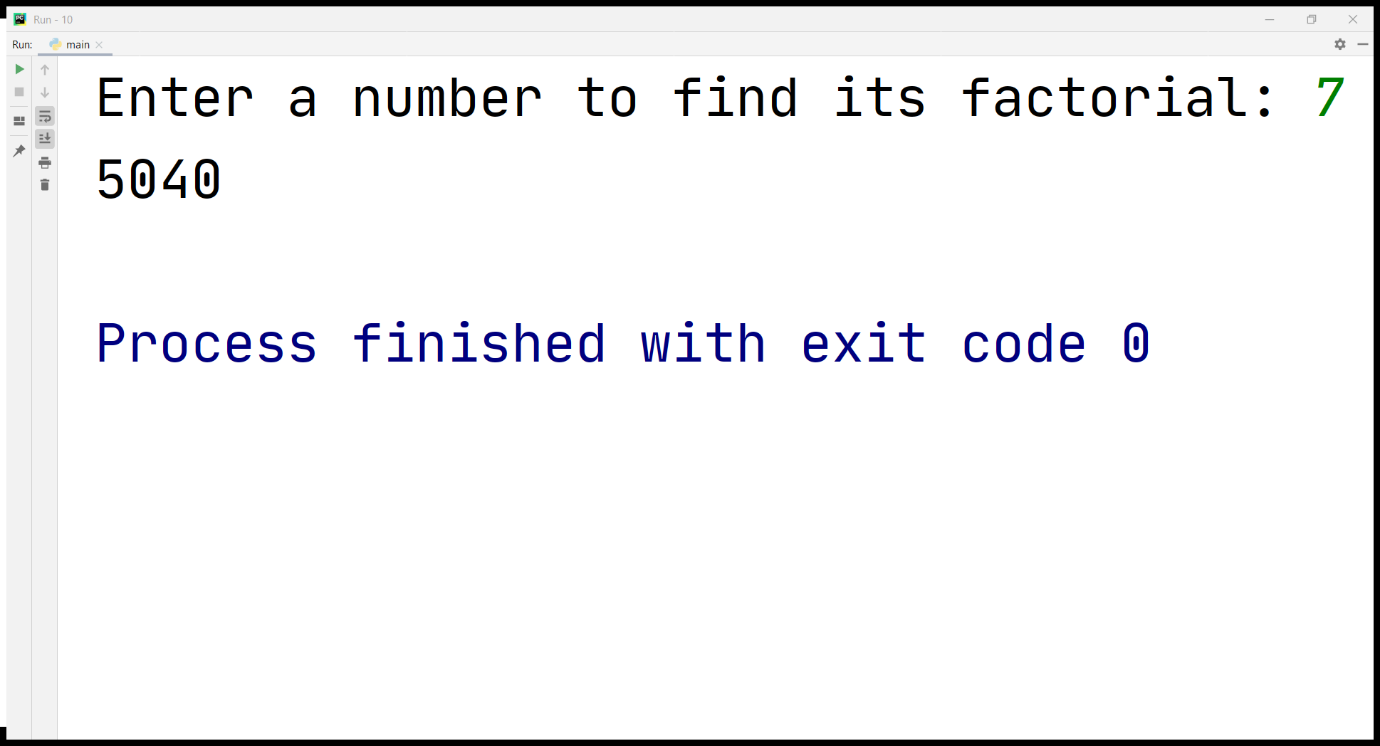 Run - 10
Run: main
Enter a number to find its factorial: 7
5040
Process finished with exit code 0